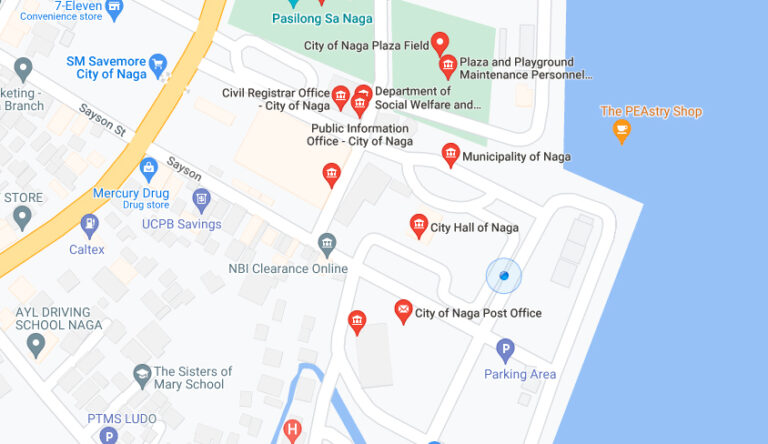 7-Eleven
Convenience store
Pasilong Sa Naga
City of Naga Plaza Field
SM Savemore
City of Naga
Plaza and Playground
Maintenance Personnel...
Civil Registrar Office
- City of Naga
Department of
Social Welfare and...
rketing -
Branch
Sayson St
The PEAstry Shop
Public Information
Office - City of Naga
Municipality of Naga
Sayson
Mercury Drug
Drug store
T STORE
UCPB Savings
City Hall of Naga
Caltex
NBI Clearance Online
P
City of Naga Post Office
AYL DRIVING
SCHOOL NAGA
P
Parking Area
The Sisters of
Mary School
PTMS LUDO
P
H